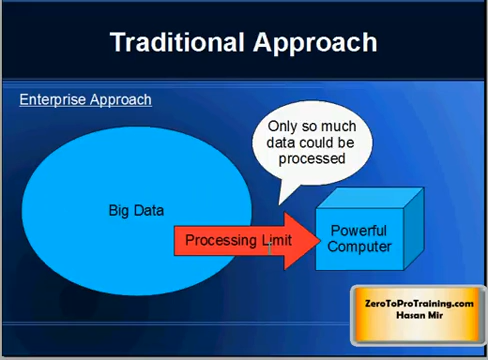 Traditional Approach
Enterprise Approach
Only so much
data could be
processed
Big Data
Processing Limit
Powerful
Computer
ZeroToProTraining.com
Hasan Mir